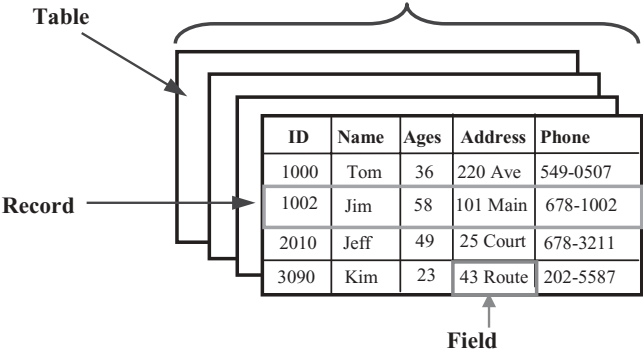 Table
ID Name Ages Address Phone
1000 Tom 36 220 Ave 549-0507
Record
1002 Jim 58 101 Main 678-1002
2010 Jeff 49 25 Court 678-3211
3090 Kim 23 43 Route 202-5587
Field